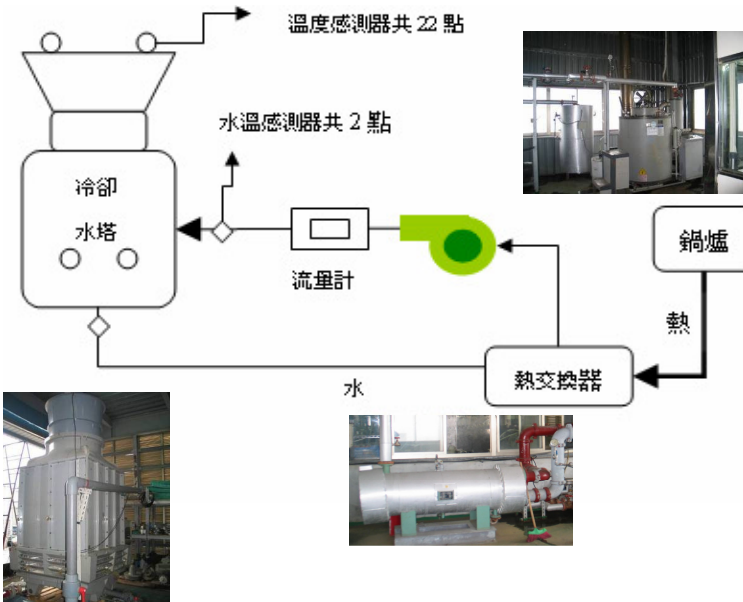 溫度感測器共 22 點
水溫感測器共 2 點
冷卻
水塔
流量計
鍋爐
熱
熱交換器
水